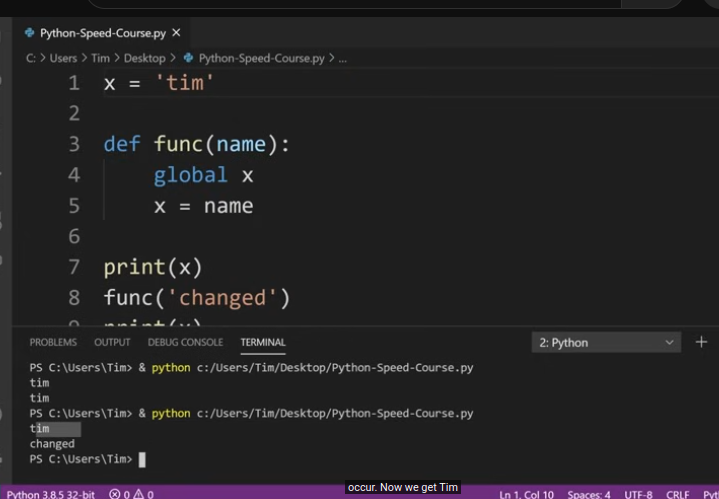 Python-Speed-Course.py ×
C: > Users > Tim > Desktop > Python-Speed-Course.py > ...
1 x = 'tim'
2
3 def func(name):
4 global x
5 x = name
6
7 print(x)
8 func('changed')
9 print(x)
PROBLEMS OUTPUT DEBUG CONSOLE TERMINAL 2: Python
PS C:\Users\Tim> & python c:/Users/Tim/Desktop/Python-Speed-Course.py
tim
tim
PS C:\Users\Tim> & python c:/Users/Tim/Desktop/Python-Speed-Course.py
tim
changed
PS C:\Users\Tim>
occur. Now we get Tim
Python 3.8.5 32-bit 0 0 Ln 1, Col 10 Spaces: 4 UTF-8 CRLF Pyt